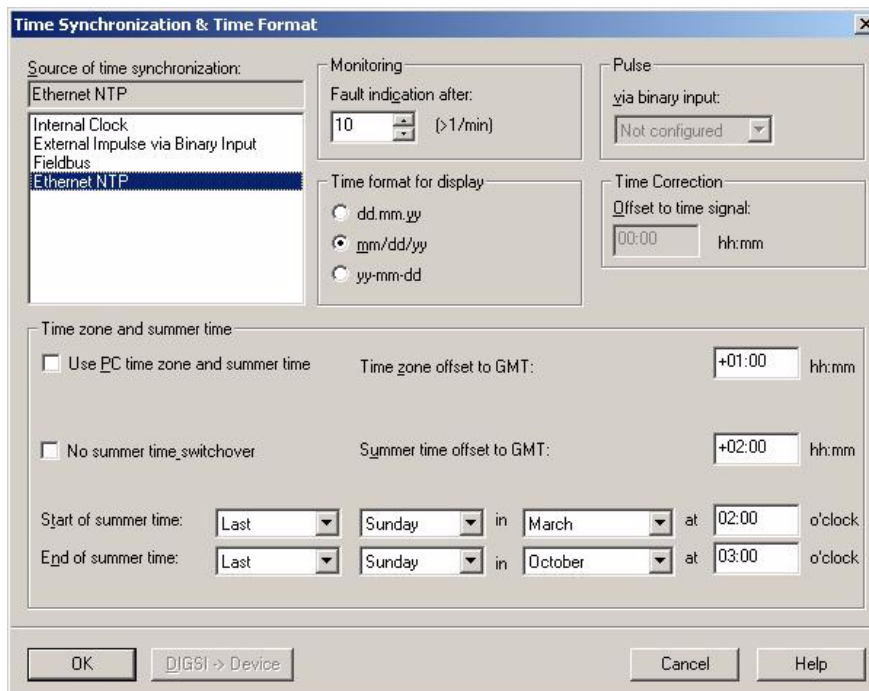 Time Synchronization & Time Format
Source of time synchronization:
Ethernet NTP
Internal Clock
External Impulse via Binary Input
Fieldbus
Ethernet NTP
Monitoring
Fault indication after:
10 (>1/min)
Time format for display
dd.mm.yy
mm/dd/yy
yy-mm-dd
Pulse
via binary input:
Not configured
Time Correction
Offset to time signal:
00:00 hh:mm
Time zone and summer time
Use PC time zone and summer time Time zone offset to GMT: +01:00 hh:mm
No summer time switchover Summer time offset to GMT: +02:00 hh:mm
Start of summer time: Last Sunday in March at 02:00 o'clock
End of summer time: Last Sunday in October at 03:00 o'clock
OK DIGSI -> Device Cancel Help